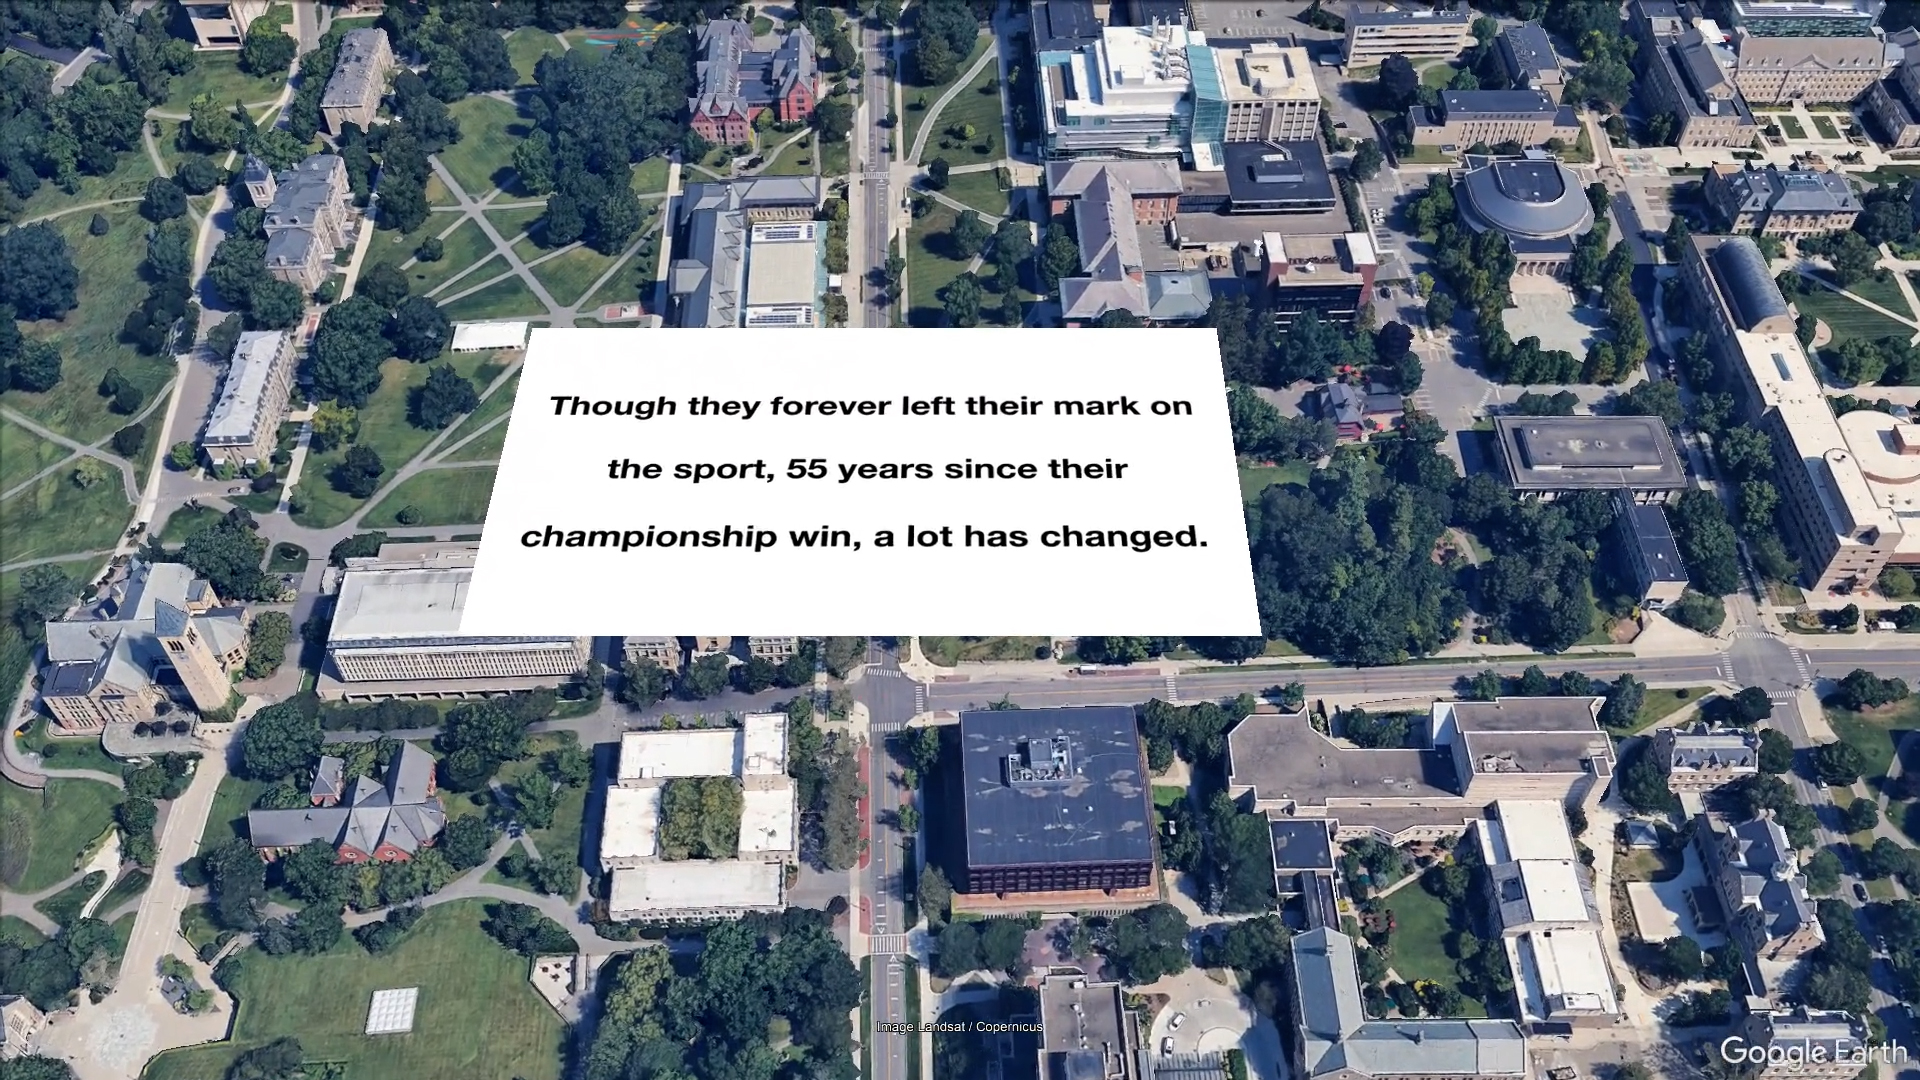 Though they forever left their mark on
the sport, 55 years since their
championship win, a lot has changed.
Image Landsat / Copernicus
Google Earth